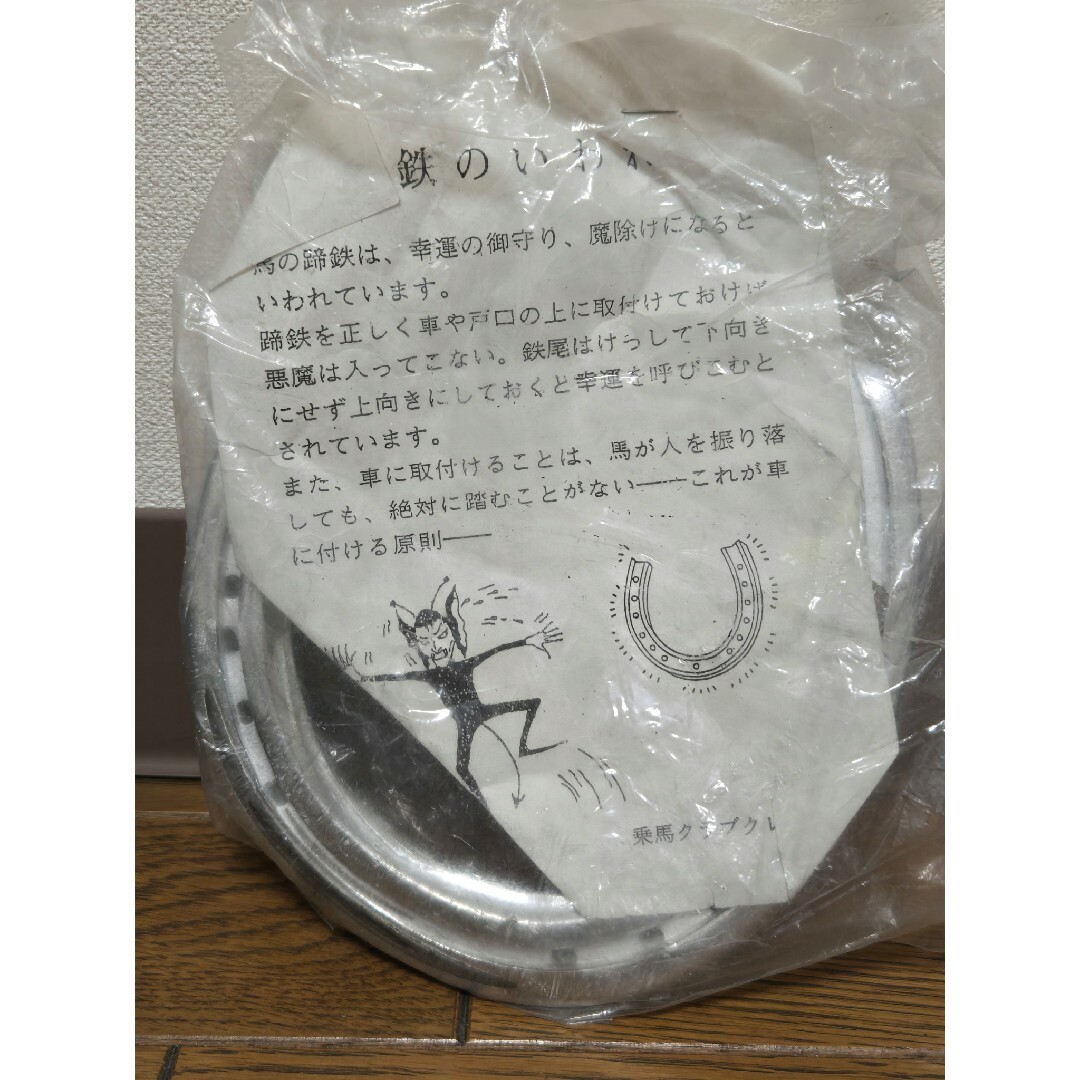 鉄のいわれ
馬の蹄鉄は、幸運の御守り、魔除けになると
いわれています。
蹄鉄を正しく車や戸口の上に取付けておけば
悪魔は入ってこない。鉄尾はけっして下向き
にせず上向きにしておくと幸運を呼びこむと
されています。
また、車に取付けることは、馬が人を振り落
しても、絶対に踏むことがない——これが車
に付ける原則——
乗馬クラブクレ